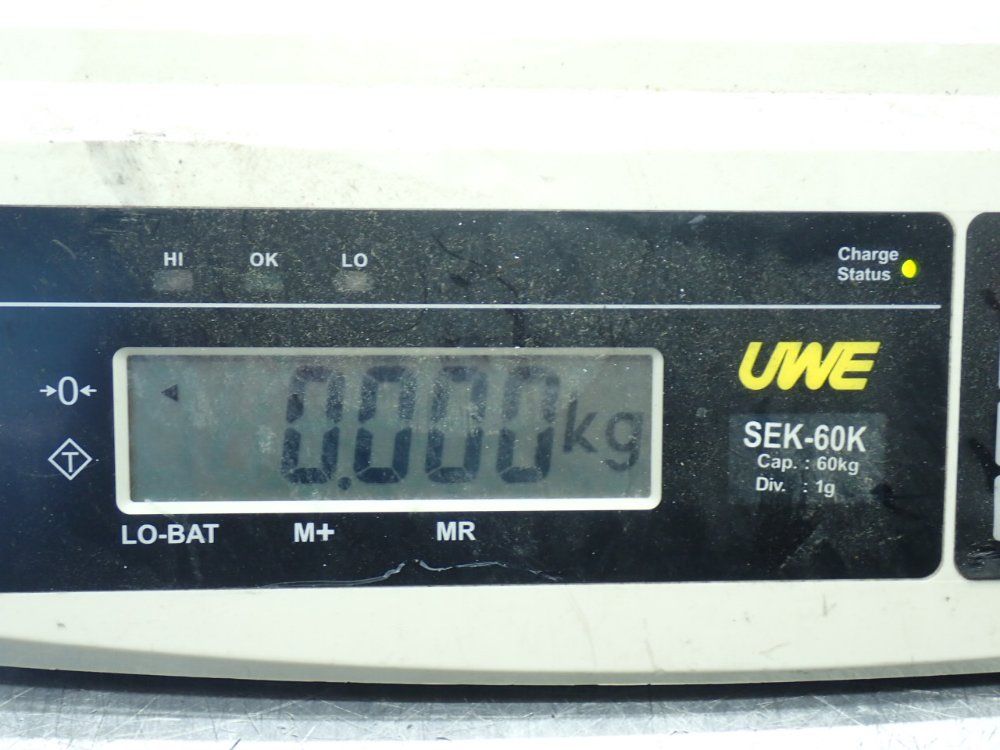 HI OK LO
Charge
Status
→0←
0.000kg
T
UWE
SEK-60K
Cap. : 60kg
Div. : 1g
LO-BAT M+ MR